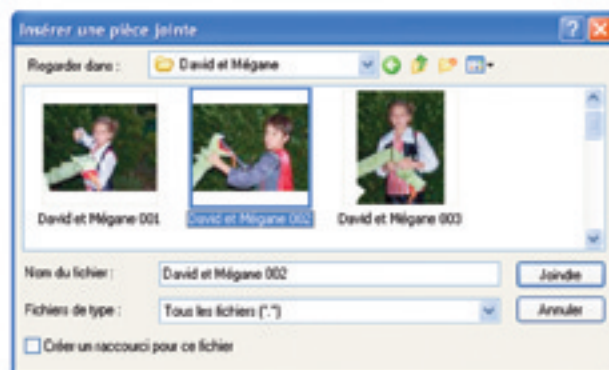 Insérer une pièce jointe
Regarder dans :
David et Mégane
David et Mégane 001
David et Mégane 002
David et Mégane 003
Nom du fichier :
David et Mégane 002
Joindre
Fichiers de type :
Tous les fichiers (*.*)
Annuler
Créer un raccourci pour ce fichier